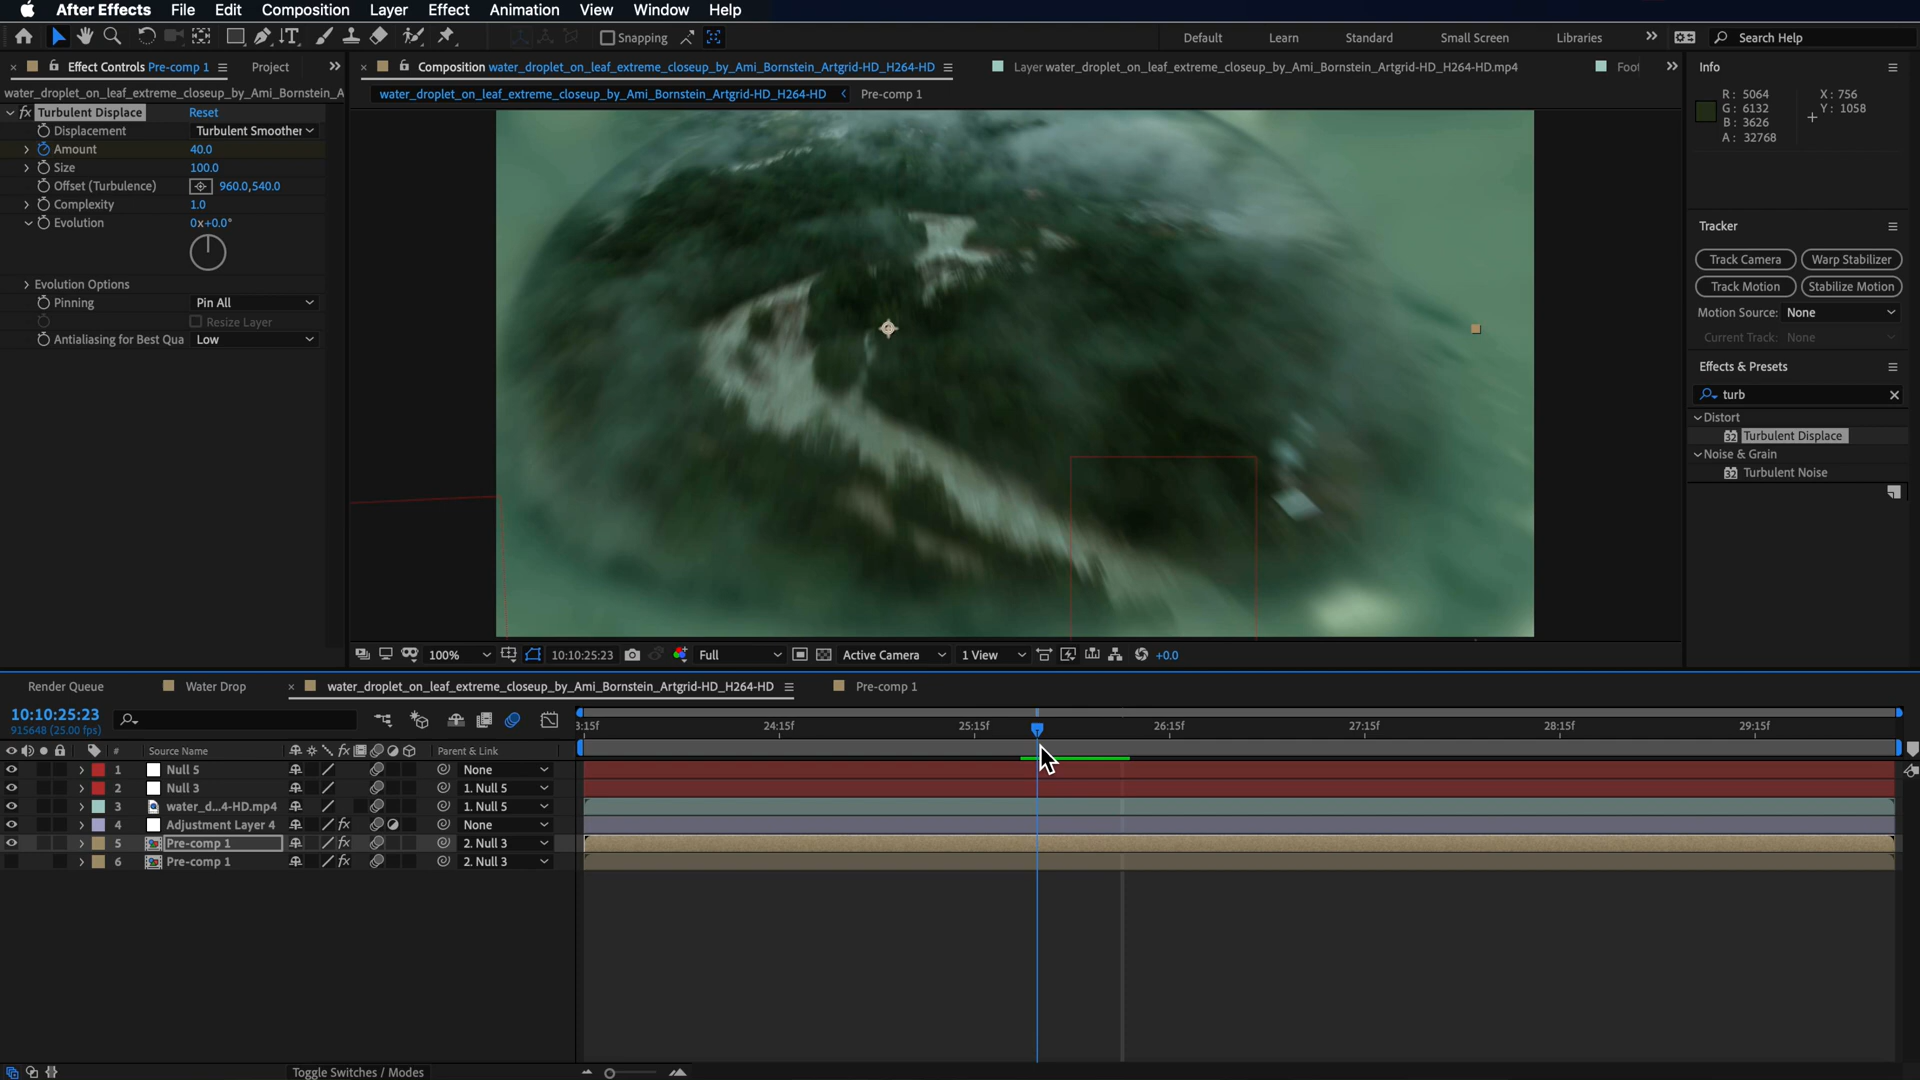 After Effects File Edit Composition Layer Effect Animation View Window Help
Snapping Default Learn Standard Small Screen Libraries Search Help
Effect Controls Pre-comp 1 Project
Composition water_droplet_on_leaf_extreme_closeup_by_Ami_Bornstein_Artgrid-HD_H264-HD
Layer water_droplet_on_leaf_extreme_closeup_by_Ami_Bornstein_Artgrid-HD_H264-HD.mp4
Foot
Info
water_droplet_on_leaf_extreme_closeup_by_Ami_Bornstein_A
water_droplet_on_leaf_extreme_closeup_by_Ami_Bornstein_Artgrid-HD_H264-HD Pre-comp 1
fx Turbulent Displace Reset
Displacement Turbulent Smoother
Amount 40.0
Size 100.0
Offset (Turbulence) 960.0,540.0
Complexity 1.0
Evolution 0x+0.0°
Evolution Options
Pinning Pin All
Resize Layer
Antialiasing for Best Qua Low
R: 5064 X: 756
G: 6132 Y: 1058
B: 3626
A: 32768
Tracker
Track Camera Warp Stabilizer
Track Motion Stabilize Motion
Motion Source: None
Current Track: None
Effects & Presets
turb
Distort
32 Turbulent Displace
Noise & Grain
32 Turbulent Noise
100% 10:10:25:23 Full Active Camera 1 View +0.0
Render Queue Water Drop water_droplet_on_leaf_extreme_closeup_by_Ami_Bornstein_Artgrid-HD_H264-HD Pre-comp 1
10:10:25:23
915648 (25.00 fps)
3:15f 24:15f 25:15f 26:15f 27:15f 28:15f 29:15f
# Source Name fx Parent & Link
1 Null 5 None
2 Null 3 1. Null 5
3 water_d...4-HD.mp4 1. Null 5
4 Adjustment Layer 4 fx None
5 Pre-comp 1 fx 2. Null 3
6 Pre-comp 1 fx 2. Null 3
Toggle Switches / Modes